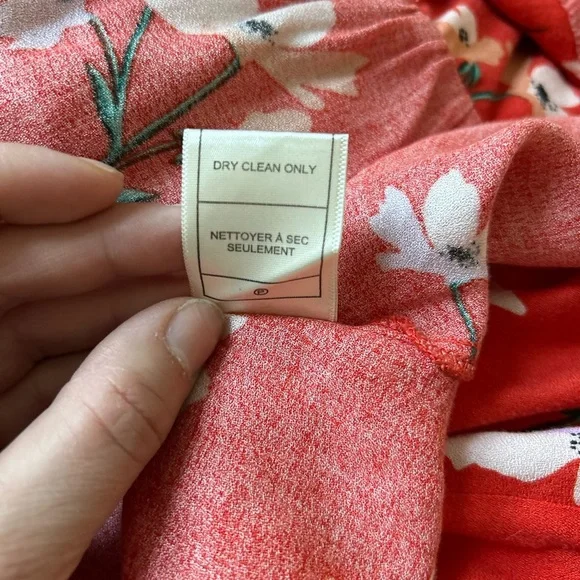 DRY CLEAN ONLY
NETTOYER À SEC
SEULEMENT
P